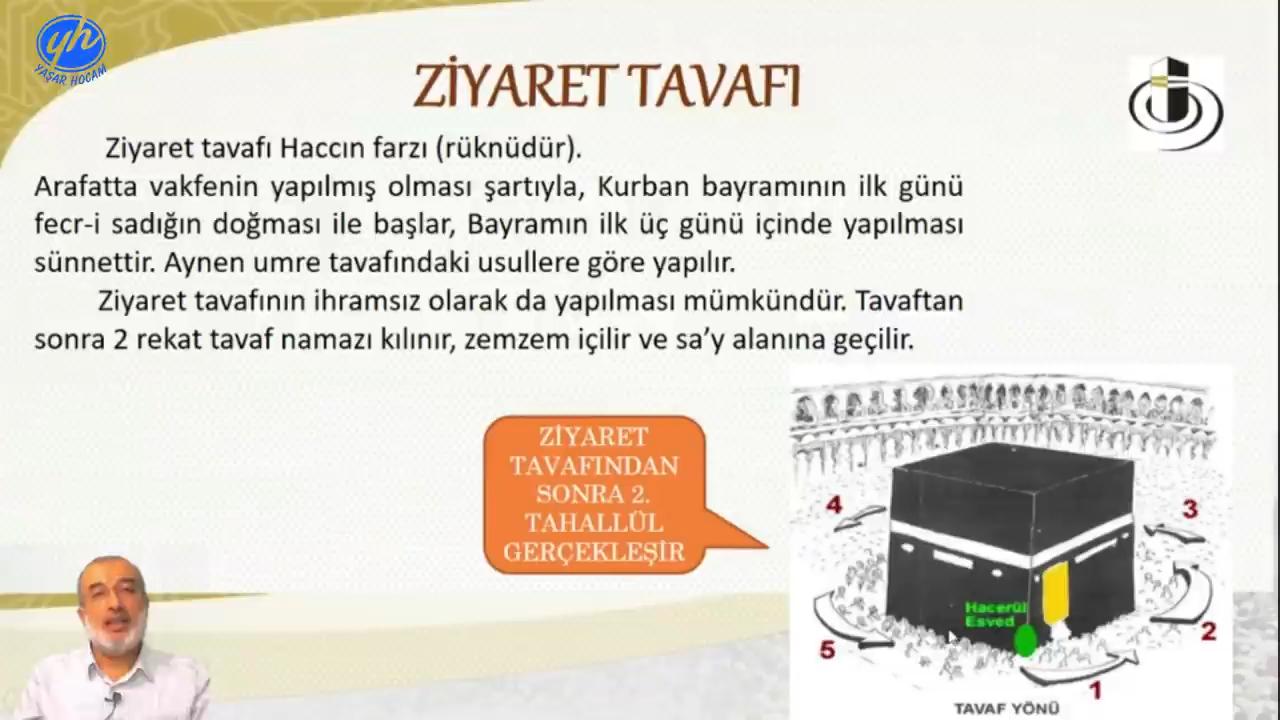 yh
YAŞAR HOCAM
ZİYARET TAVAFI
Ziyaret tavafı Haccın farzı (rüknüdür).
Arafatta vakfenin yapılmış olması şartıyla, Kurban bayramının ilk günü
fecr-i sadığın doğması ile başlar, Bayramın ilk üç günü içinde yapılması
sünnettir. Aynen umre tavafındaki usullere göre yapılır.
Ziyaret tavafının ihramsız olarak da yapılması mümkündür. Tavaftan
sonra 2 rekat tavaf namazı kılınır, zemzem içilir ve sa’y alanına geçilir.
ZİYARET
TAVAFINDAN
SONRA 2.
TAHALLÜL
GERÇEKLEŞİR
4
3
Hacerül
Esved
5
2
1
TAVAF YÖNÜ